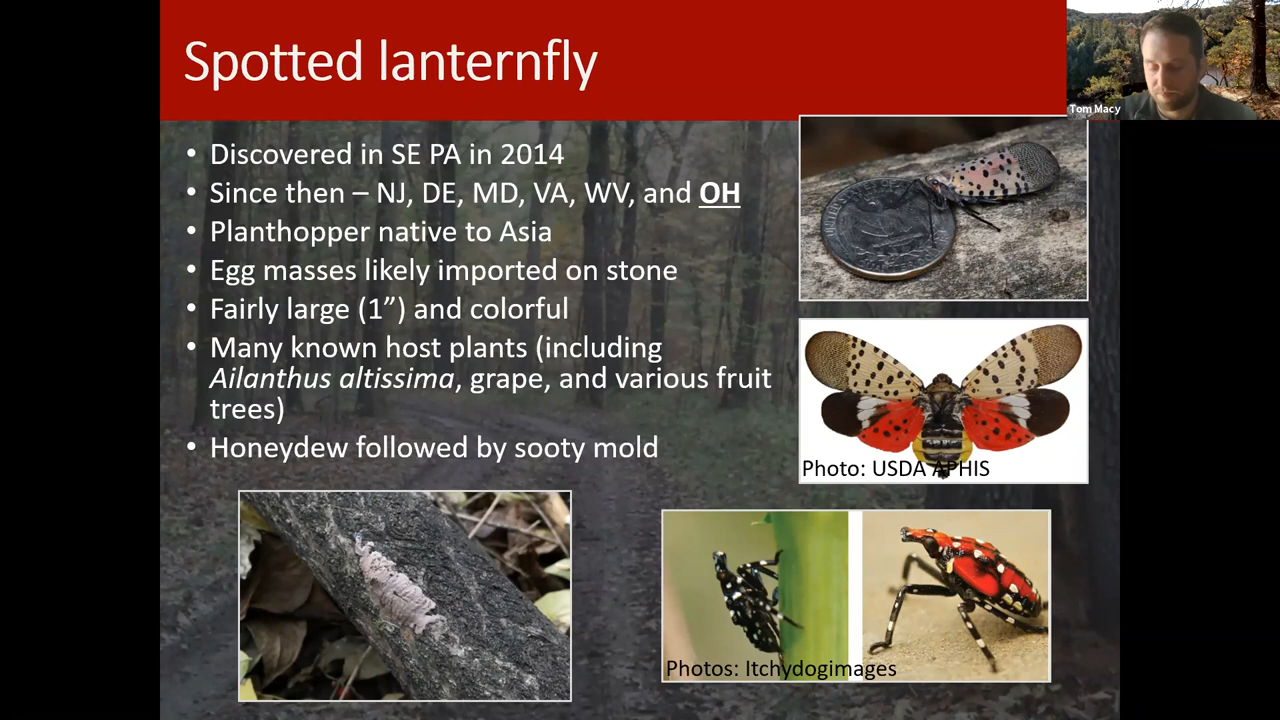 Spotted lanternfly
Tom Macy
• Discovered in SE PA in 2014
• Since then – NJ, DE, MD, VA, WV, and OH
• Planthopper native to Asia
• Egg masses likely imported on stone
• Fairly large (1”) and colorful
• Many known host plants (including
Ailanthus altissima, grape, and various fruit
trees)
• Honeydew followed by sooty mold
Photo: USDA APHIS
Photos: Itchydogimages